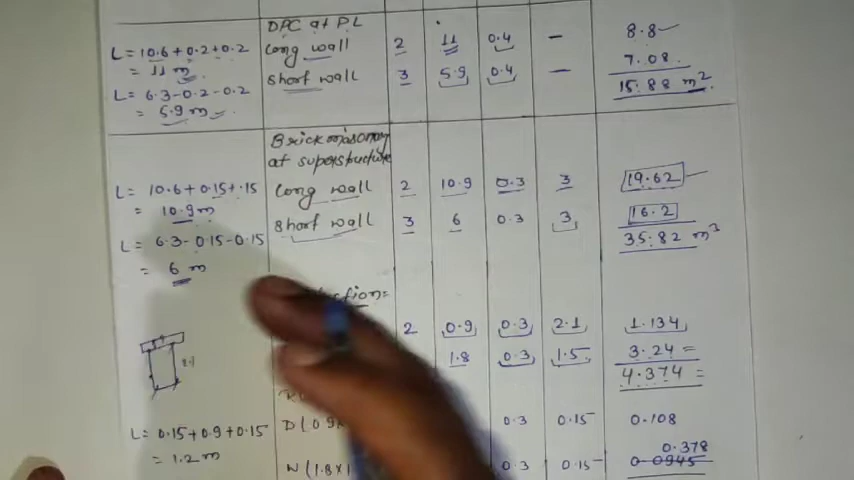 DPC at PL
L = 10.6 + 0.2 + 0.2 long wall 2 11 0.4 — 8.8
= 11 m short wall 3 5.9 0.4 — 7.08
L = 6.3 - 0.2 - 0.2 15.88 m2
= 5.9 m
Brick masonry
at superstructure
L = 10.6 + 0.15 + .15 long wall 2 10.9 0.3 3 19.62
= 10.9 m short wall 3 6 0.3 3 16.2
L = 6.3 - 0.15 - 0.15 35.82 m3
= 6 m
2 0.9 0.3 2.1 1.134
1.8 0.3 1.5 3.24 =
4.374 =
L = 0.15 + 0.9 + 0.15 D (0.9 0.3 0.15 0.108
= 1.2 m 0.378
W (1.8 x 1 0.3 0.15 0.0945